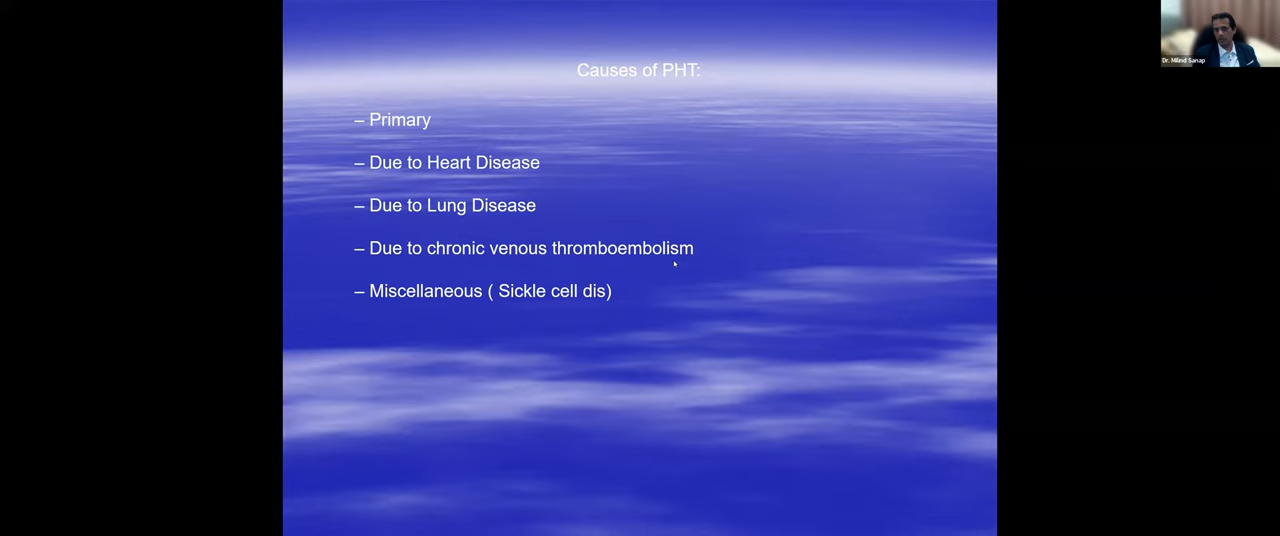 Causes of PHT:
– Primary
– Due to Heart Disease
– Due to Lung Disease
– Due to chronic venous thromboembolism
– Miscellaneous ( Sickle cell dis)
Dr. Milind Sanap